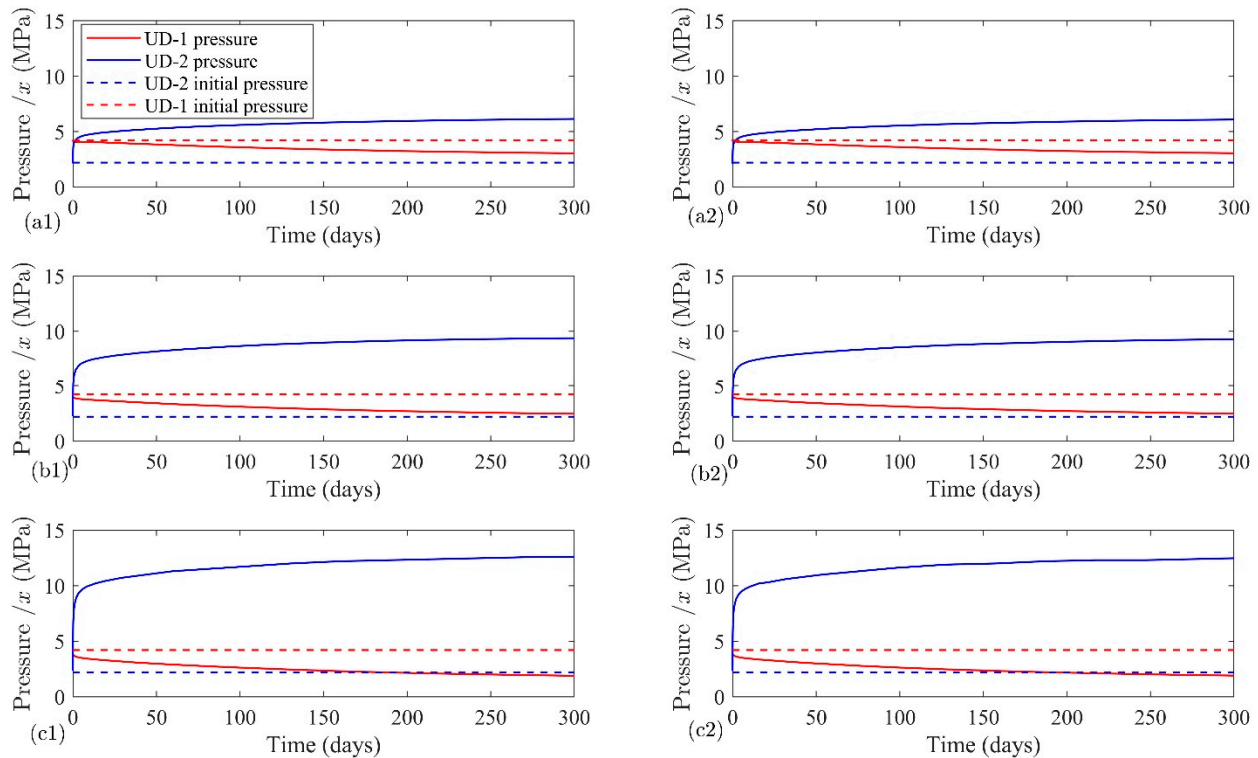 Pressure /x (MPa)
15
10
5
0
UD-1 pressure
UD-2 pressure
UD-2 initial pressure
UD-1 initial pressure
0 50 100 150 200 250 300
(a1)
Time (days)
Pressure /x (MPa)
15
10
5
0
0 50 100 150 200 250 300
(a2)
Time (days)
Pressure /x (MPa)
15
10
5
0
0 50 100 150 200 250 300
(b1)
Time (days)
Pressure /x (MPa)
15
10
5
0
0 50 100 150 200 250 300
(b2)
Time (days)
Pressure /x (MPa)
15
10
5
0
0 50 100 150 200 250 300
(c1)
Time (days)
Pressure /x (MPa)
15
10
5
0
0 50 100 150 200 250 300
(c2)
Time (days)